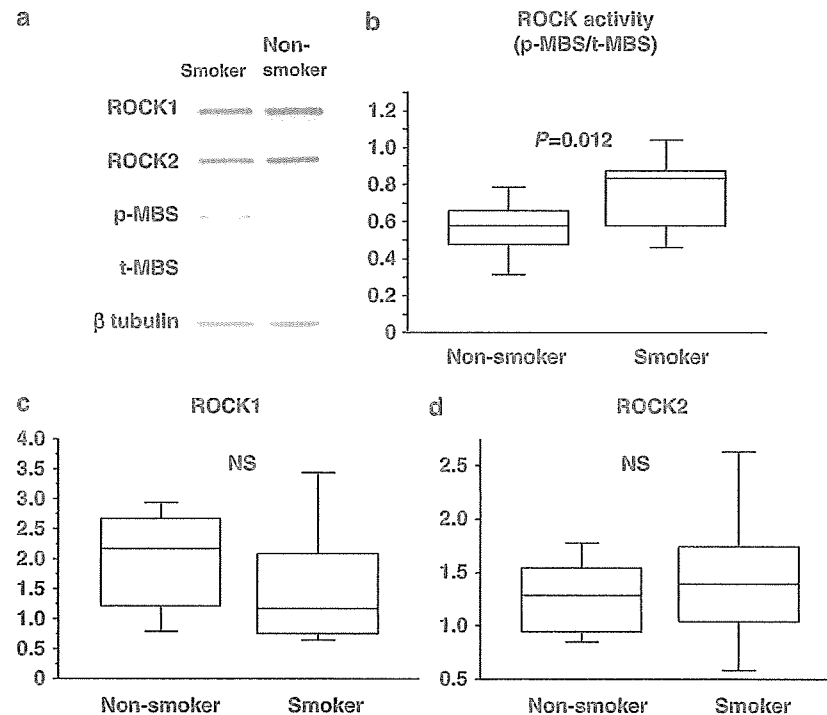 a
Smoker
Non-
smoker
ROCK1
ROCK2
p-MBS
t-MBS
β tubulin
b
ROCK activity
(p-MBS/t-MBS)
1.2
1.0
0.8
0.6
0.4
0.2
0
P=0.012
Non-smoker
Smoker
c
ROCK1
4.0
3.5
3.0
2.5
2.0
1.5
1.0
0.5
0
NS
Non-smoker
Smoker
d
ROCK2
2.5
2.0
1.5
1.0
0.5
NS
Non-smoker
Smoker